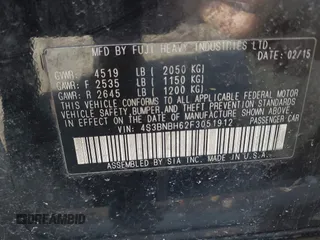 MFD. BY FUJI HEAVY INDUSTRIES LTD.
DATE: 02/15
GVWR: 4519 LB ( 2050 KG)
GAWR: F 2535 LB ( 1150 KG)
GAWR: R 2645 LB ( 1200 KG)
THIS VEHICLE CONFORMS TO ALL APPLICABLE FEDERAL MOTOR
VEHICLE SAFETY, BUMPER, AND THEFT PREVENTION STANDARDS
IN EFFECT ON THE DATE OF MANUFACTURE SHOWN ABOVE.
VIN: 4S3BNBH62F3051912 PASSENGER CAR
ASSEMBLED BY SIA INC. MADE IN U.S.A.
DREAMBID